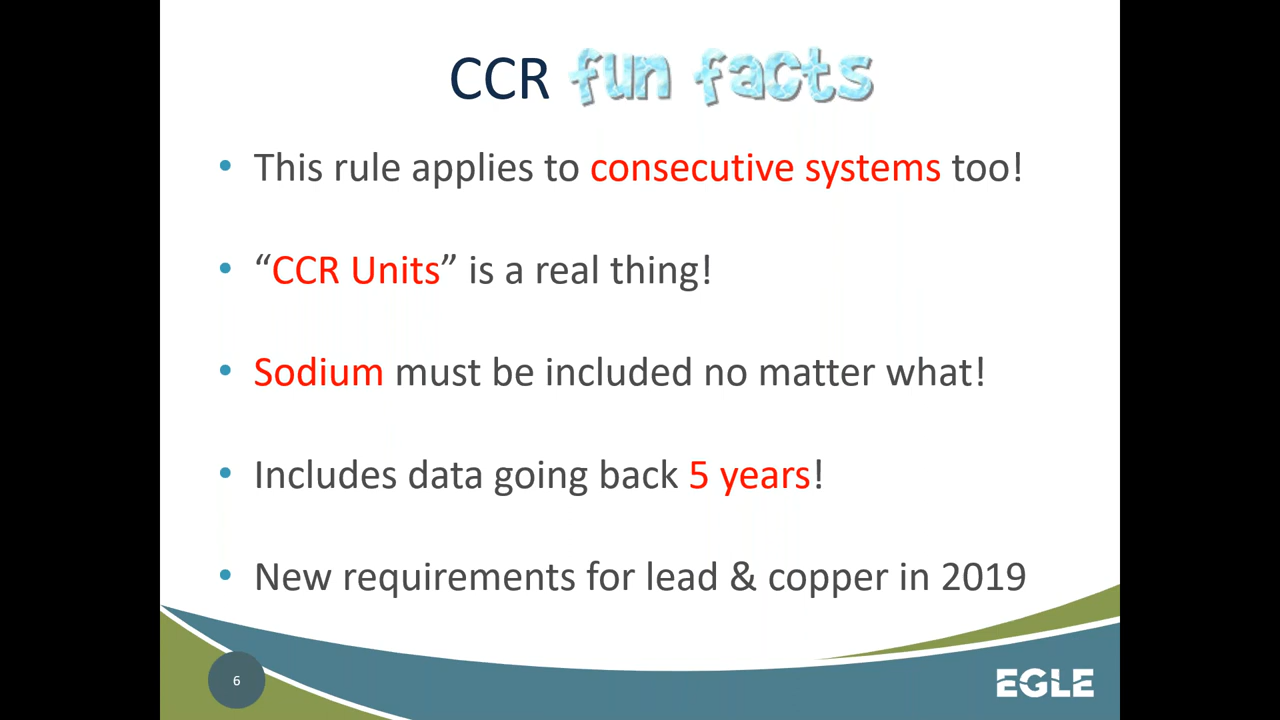 CCR fun facts
• This rule applies to consecutive systems too!
• “CCR Units” is a real thing!
• Sodium must be included no matter what!
• Includes data going back 5 years!
• New requirements for lead & copper in 2019
6
EGLE